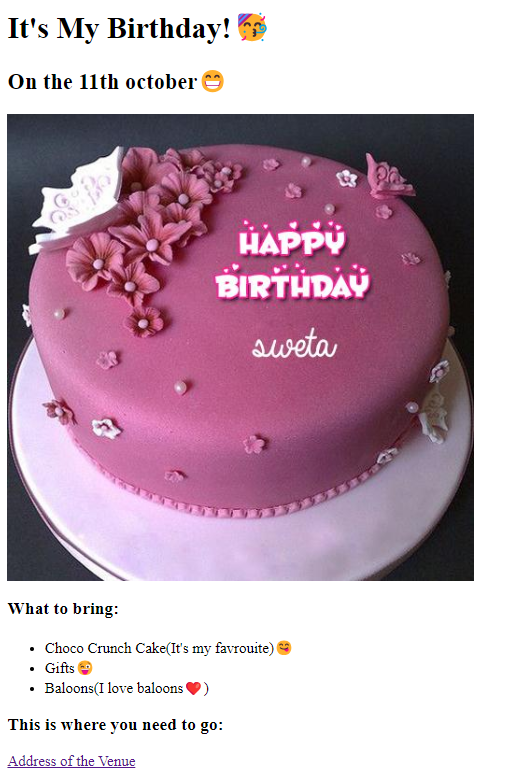 It's My Birthday!🥳
On the 11th october😁
HAPPY
BIRTHDAY
sweta
What to bring:
Choco Crunch Cake(It's my favrouite)😋
Gifts😜
Baloons(I love baloons❤️)
This is where you need to go:
Address of the Venue